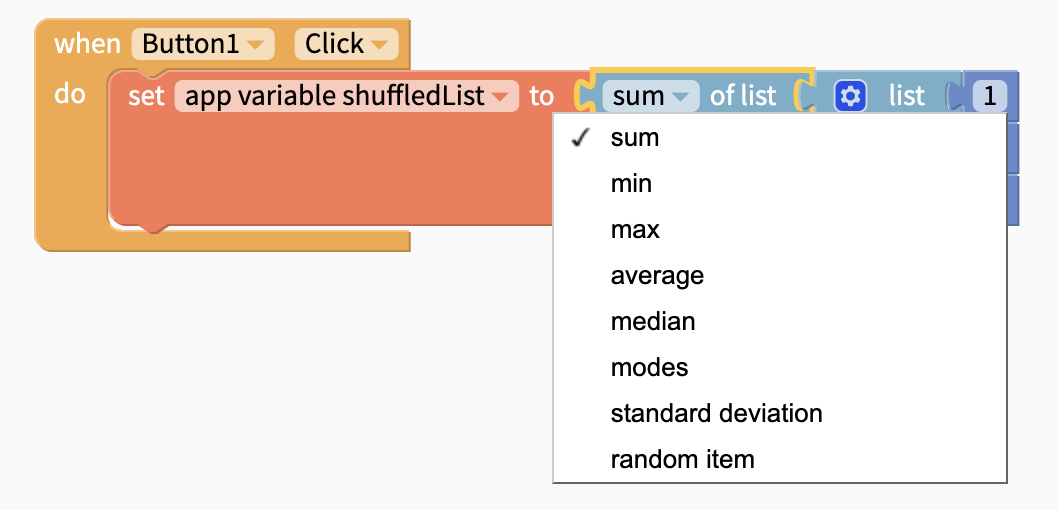 when Button1 Click
do set app variable shuffledList to sum of list list 1
sum
min
max
average
median
modes
standard deviation
random item